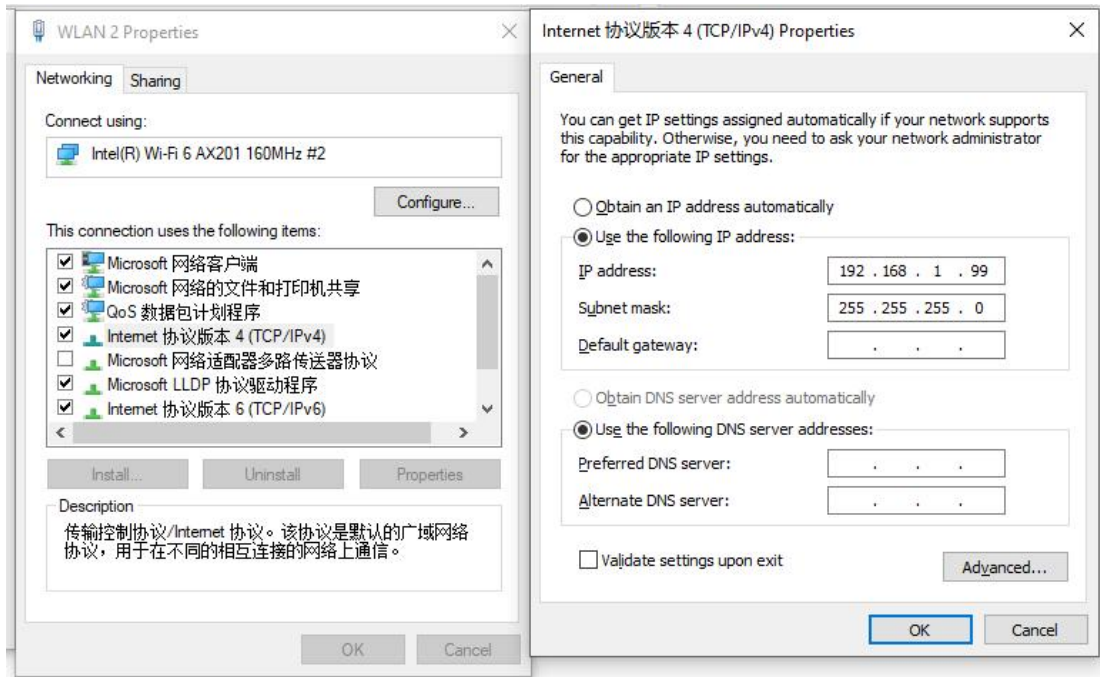 WLAN 2 Properties
Networking
Sharing
Connect using:
Intel(R) Wi-Fi 6 AX201 160MHz #2
Configure...
This connection uses the following items:
Microsoft 网络客户端
Microsoft 网络的文件和打印机共享
QoS 数据包计划程序
Internet 协议版本 4 (TCP/IPv4)
Microsoft 网络适配器多路传送器协议
Microsoft LLDP 协议驱动程序
Internet 协议版本 6 (TCP/IPv6)
Install...
Uninstall
Properties
Description
传输控制协议/Internet 协议。该协议是默认的广域网络
协议，用于在不同的相互连接的网络上通信。
OK
Cancel
Internet 协议版本 4 (TCP/IPv4) Properties
General
You can get IP settings assigned automatically if your network supports
this capability. Otherwise, you need to ask your network administrator
for the appropriate IP settings.
Obtain an IP address automatically
Use the following IP address:
IP address:
192 . 168 . 1 . 99
Subnet mask:
255 . 255 . 255 . 0
Default gateway:
. . .
Obtain DNS server address automatically
Use the following DNS server addresses:
Preferred DNS server:
. . .
Alternate DNS server:
. . .
Validate settings upon exit
Advanced...
OK
Cancel